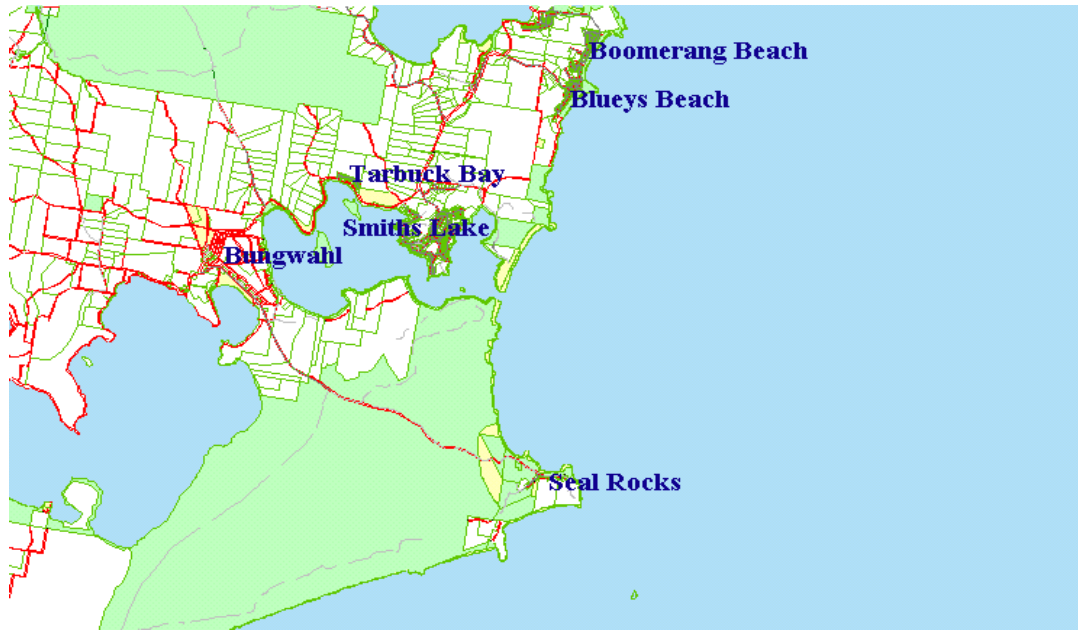 Boomerang Beach
Blueys Beach
Tarbuck Bay
Smiths Lake
Bungwahl
Seal Rocks